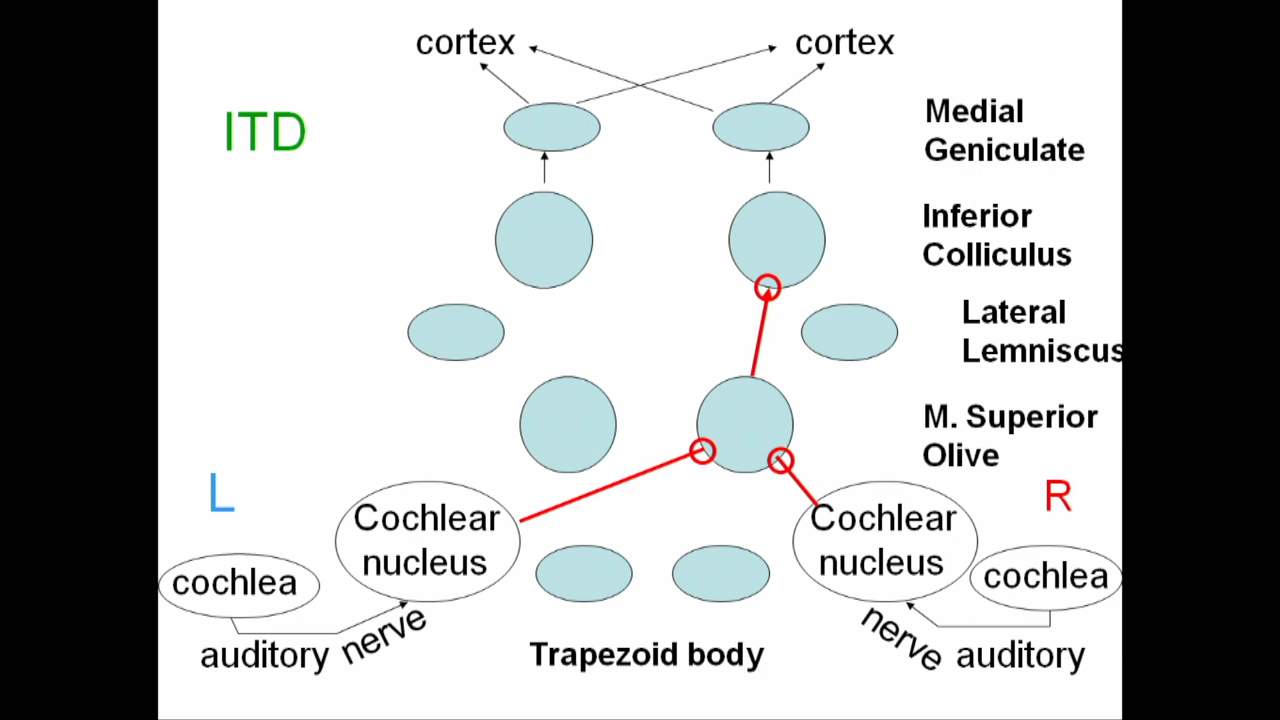 cortex
cortex
ITD
Medial
Geniculate
Inferior
Colliculus
Lateral
Lemniscus
M. Superior
Olive
L
R
Cochlear
nucleus
Cochlear
nucleus
cochlea
cochlea
auditory nerve
nerve auditory
Trapezoid body